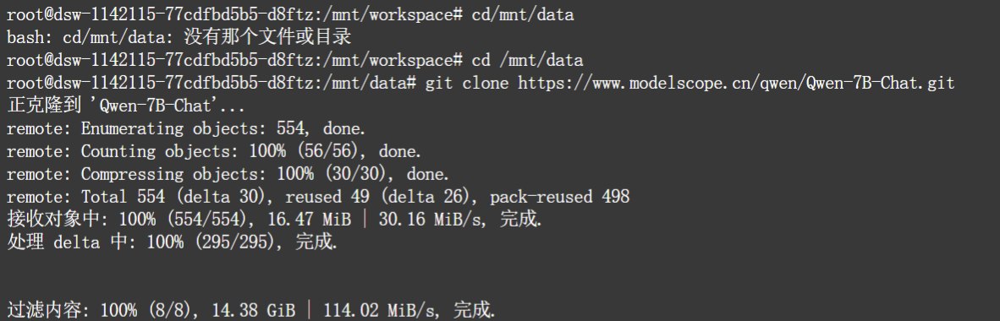 root@dsw-1142115-77cdfbd5b5-d8ftz:/mnt/workspace# cd/mnt/data
bash: cd/mnt/data: 没有那个文件或目录
root@dsw-1142115-77cdfbd5b5-d8ftz:/mnt/workspace# cd /mnt/data
root@dsw-1142115-77cdfbd5b5-d8ftz:/mnt/data# git clone https://www.modelscope.cn/qwen/Qwen-7B-Chat.git
正克隆到 'Qwen-7B-Chat'...
remote: Enumerating objects: 554, done.
remote: Counting objects: 100% (56/56), done.
remote: Compressing objects: 100% (30/30), done.
remote: Total 554 (delta 30), reused 49 (delta 26), pack-reused 498
接收对象中: 100% (554/554), 16.47 MiB | 30.16 MiB/s, 完成.
处理 delta 中: 100% (295/295), 完成.
过滤内容: 100% (8/8), 14.38 GiB | 114.02 MiB/s, 完成.